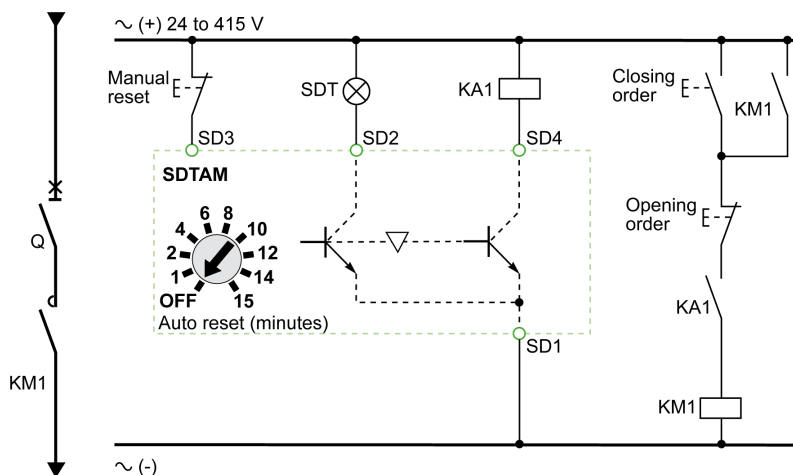 ∼ (+) 24 to 415 V
Manual
reset
SDT
KA1
Closing
order
KM1
SD3
SD2
SD4
SDTAM
Opening
order
Q
6 8
4 10
2 12
1 14
OFF 15
Auto reset (minutes)
KA1
SD1
KM1
KM1
∼ (-)